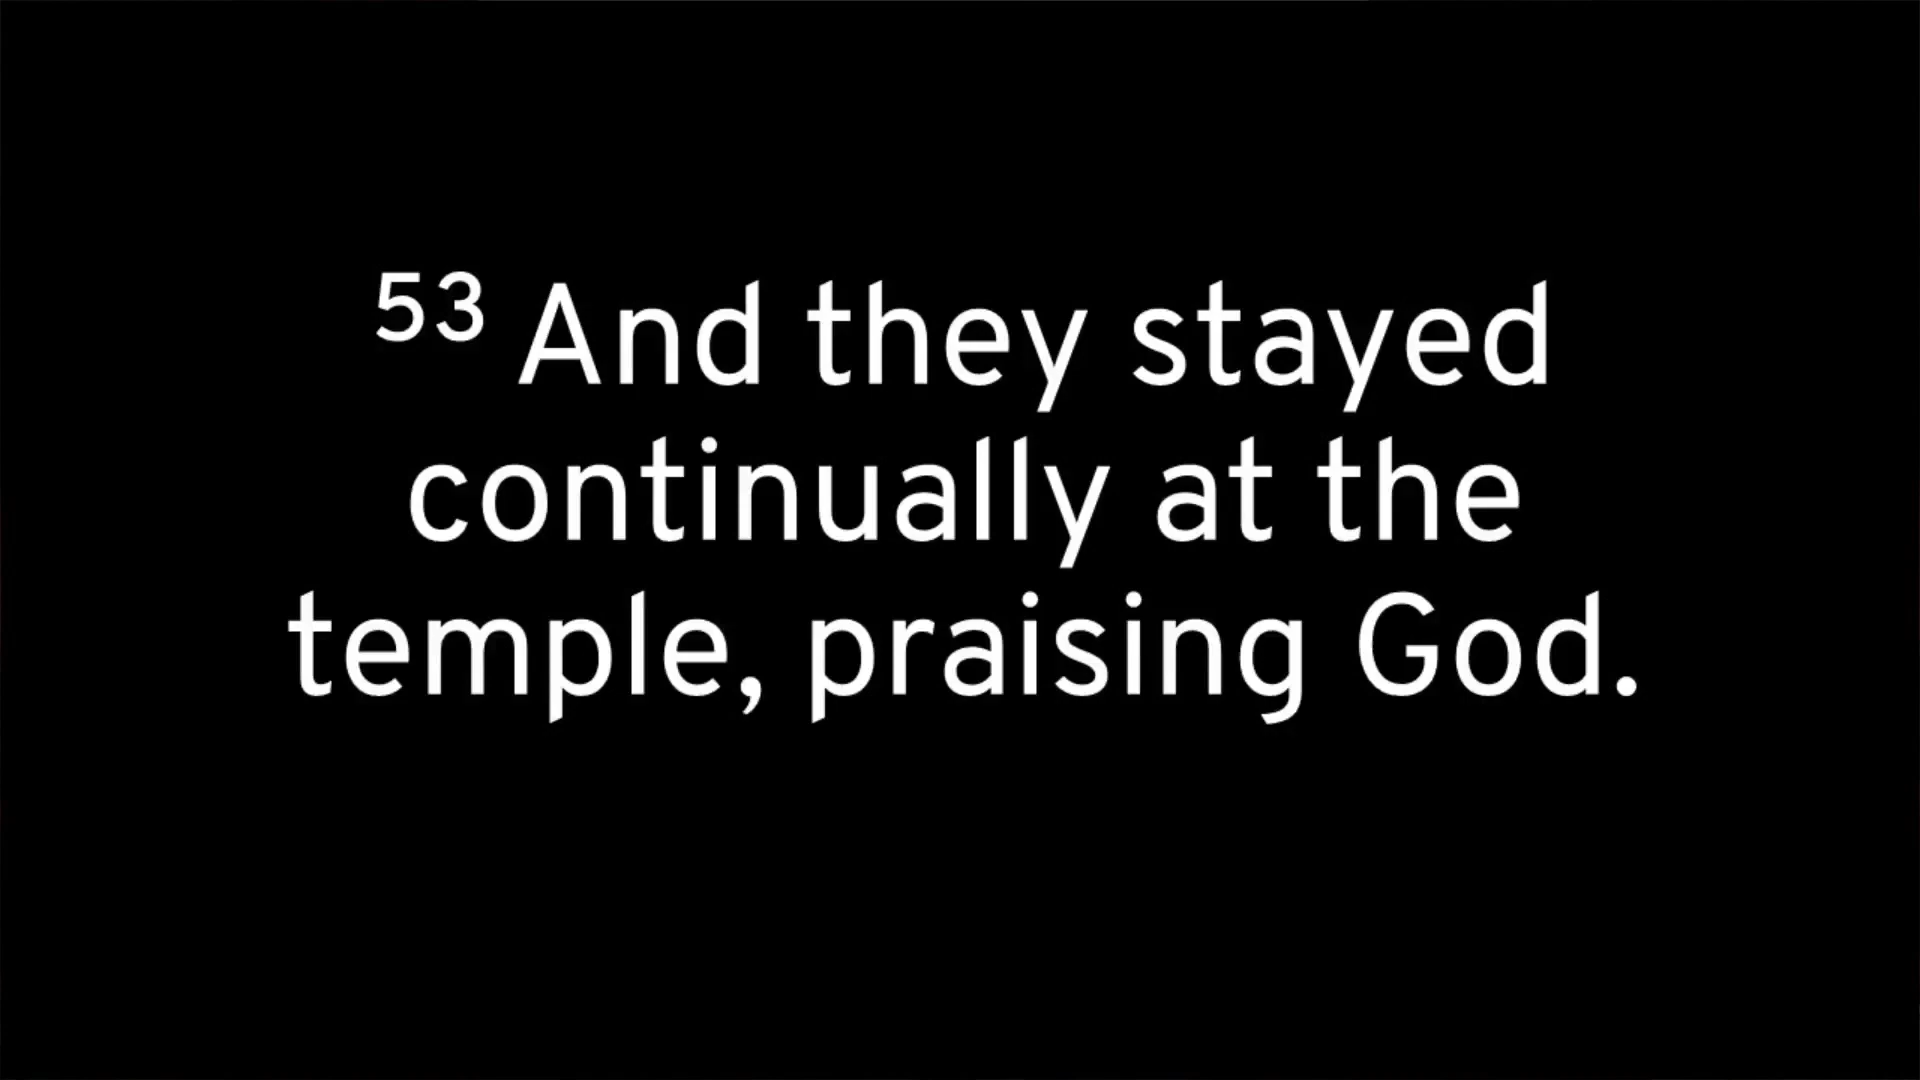 ⁵³ And they stayed
continually at the
temple, praising God.